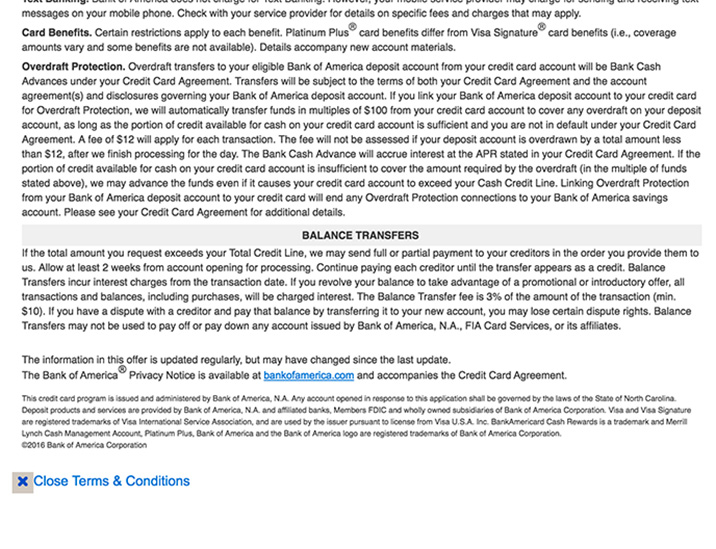 Text Banking. Bank of America does not charge for Text Banking. However, your mobile service provider may charge for sending and receiving text
messages on your mobile phone. Check with your service provider for details on specific fees and charges that may apply.
Card Benefits. Certain restrictions apply to each benefit. Platinum Plus® card benefits differ from Visa Signature® card benefits (i.e., coverage
amounts vary and some benefits are not available). Details accompany new account materials.
Overdraft Protection. Overdraft transfers to your eligible Bank of America deposit account from your credit card account will be Bank Cash
Advances under your Credit Card Agreement. Transfers will be subject to the terms of both your Credit Card Agreement and the account
agreement(s) and disclosures governing your Bank of America deposit account. If you link your Bank of America deposit account to your credit card
for Overdraft Protection, we will automatically transfer funds in multiples of $100 from your credit card account to cover any overdraft on your deposit
account, as long as the portion of credit available for cash on your credit card account is sufficient and you are not in default under your Credit Card
Agreement. A fee of $12 will apply for each transaction. The fee will not be assessed if your deposit account is overdrawn by a total amount less
than $12, after we finish processing for the day. The Bank Cash Advance will accrue interest at the APR stated in your Credit Card Agreement. If the
portion of credit available for cash on your credit card account is insufficient to cover the amount required by the overdraft (in the multiple of funds
stated above), we may advance the funds even if it causes your credit card account to exceed your Cash Credit Line. Linking Overdraft Protection
from your Bank of America deposit account to your credit card will end any Overdraft Protection connections to your Bank of America savings
account. Please see your Credit Card Agreement for additional details.
BALANCE TRANSFERS
If the total amount you request exceeds your Total Credit Line, we may send full or partial payment to your creditors in the order you provide them to
us. Allow at least 2 weeks from account opening for processing. Continue paying each creditor until the transfer appears as a credit. Balance
Transfers incur interest charges from the transaction date. If you revolve your balance to take advantage of a promotional or introductory offer, all
transactions and balances, including purchases, will be charged interest. The Balance Transfer fee is 3% of the amount of the transaction (min.
$10). If you have a dispute with a creditor and pay that balance by transferring it to your new account, you may lose certain dispute rights. Balance
Transfers may not be used to pay off or pay down any account issued by Bank of America, N.A., FIA Card Services, or its affiliates.
The information in this offer is updated regularly, but may have changed since the last update.
The Bank of America® Privacy Notice is available at bankofamerica.com and accompanies the Credit Card Agreement.
This credit card program is issued and administered by Bank of America, N.A. Any account opened in response to this application shall be governed by the laws of the State of North Carolina.
Deposit products and services are provided by Bank of America, N.A. and affiliated banks, Members FDIC and wholly owned subsidiaries of Bank of America Corporation. Visa and Visa Signature
are registered trademarks of Visa International Service Association, and are used by the issuer pursuant to license from Visa U.S.A. Inc. BankAmericard Cash Rewards is a trademark and Merrill
Lynch Cash Management Account, Platinum Plus, Bank of America and the Bank of America logo are registered trademarks of Bank of America Corporation.
©2016 Bank of America Corporation
Close Terms & Conditions